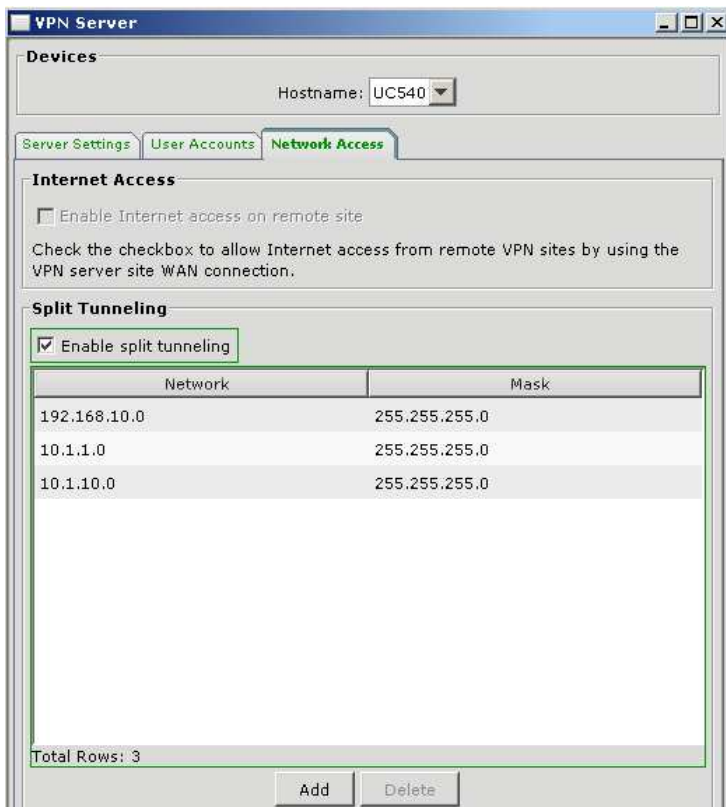 VPN Server
Devices
Hostname: UC540
Server Settings User Accounts Network Access
Internet Access
Enable Internet access on remote site
Check the checkbox to allow Internet access from remote VPN sites by using the
VPN server site WAN connection.
Split Tunneling
Enable split tunneling
Network Mask
192.168.10.0 255.255.255.0
10.1.1.0 255.255.255.0
10.1.10.0 255.255.255.0
Total Rows: 3
Add Delete